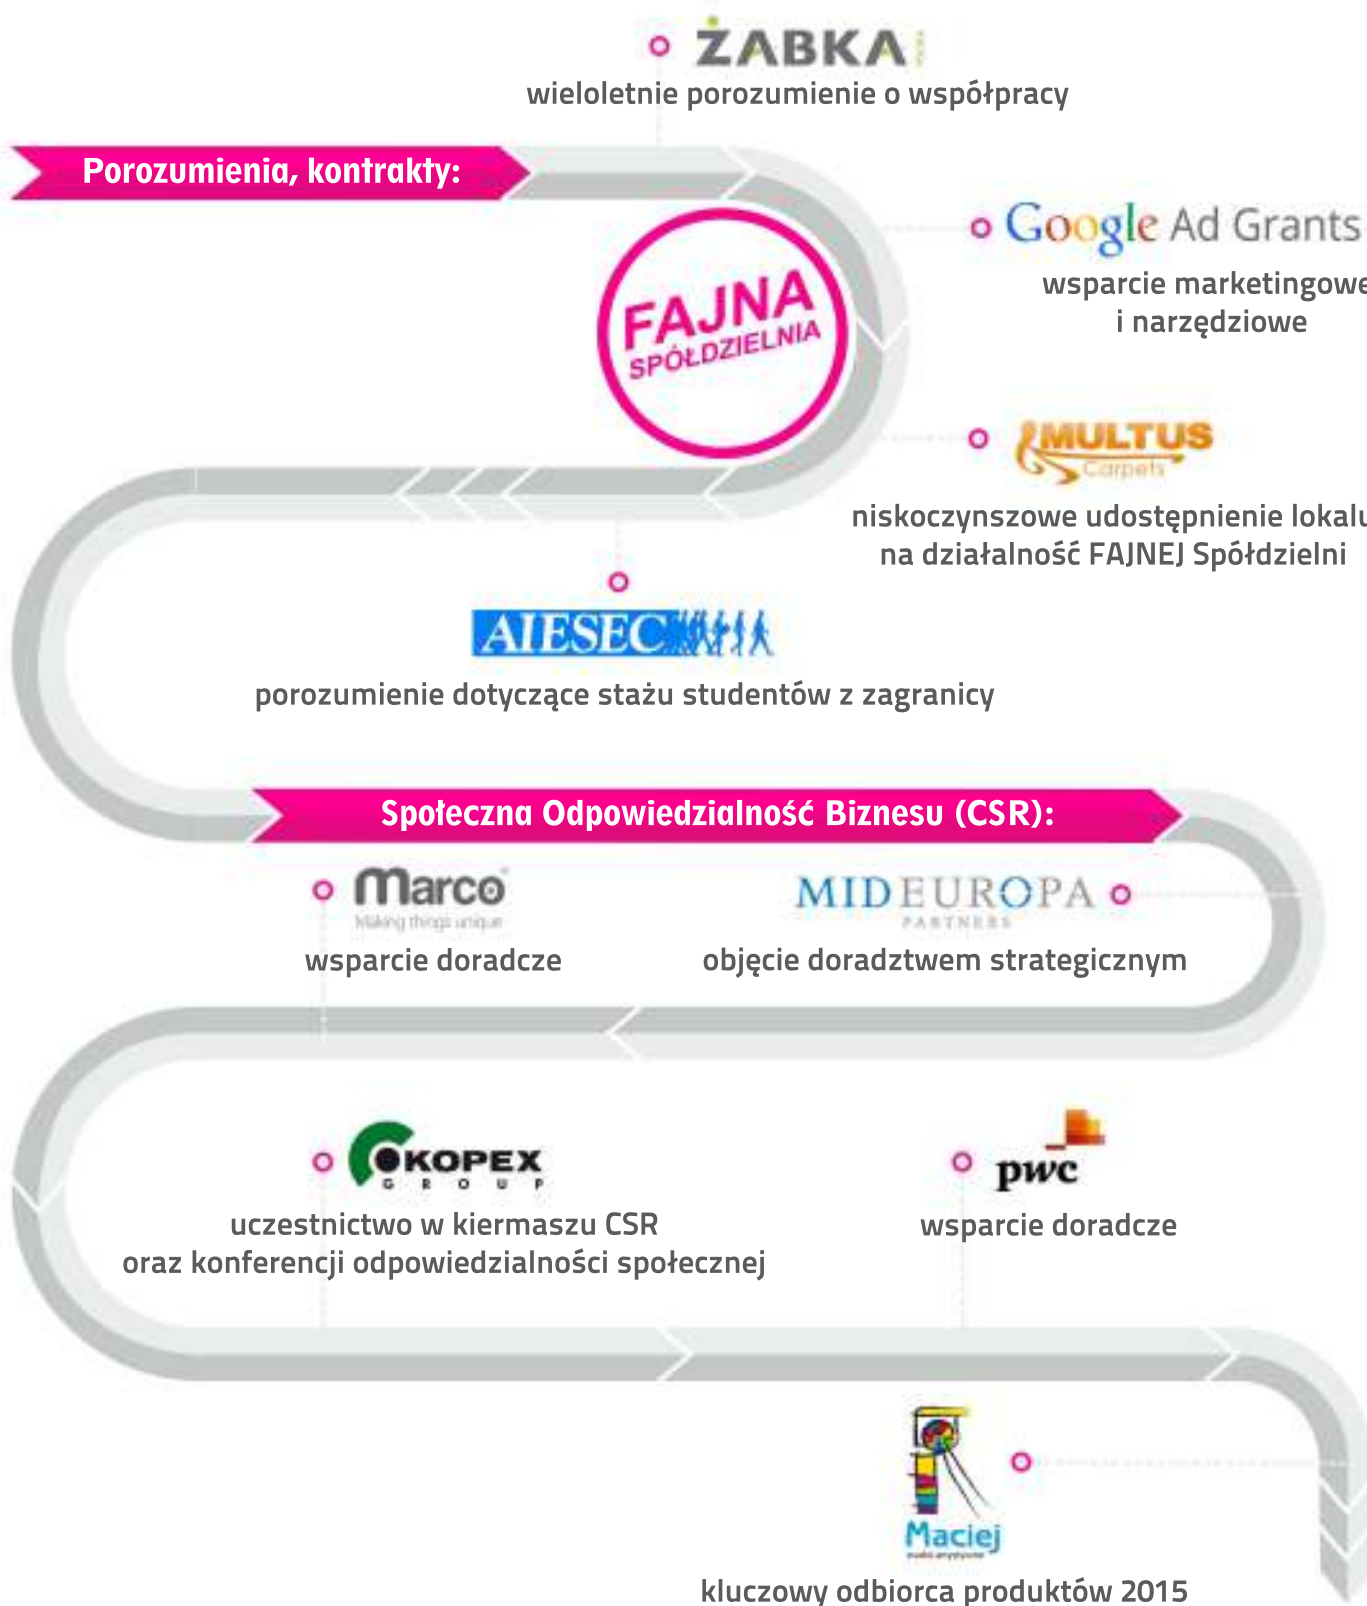 ŻABKA
wieloletnie porozumienie o współpracy
Porozumienia, kontrakty:
Google Ad Grants
wsparcie marketingowe
i narzędziowe
FAJNA
SPÓŁDZIELNIA
MULTUS
Carpets
niskoczynszowe udostępnienie lokalu
na działalność FAJNEJ Spółdzielni
AIESEC
porozumienie dotyczące stażu studentów z zagranicy
Społeczna Odpowiedzialność Biznesu (CSR):
marco
Making things unique
wsparcie doradcze
MID EUROPA
PARTNERS
objęcie doradztwem strategicznym
KOPEX
GROUP
uczestnictwo w kiermaszu CSR
oraz konferencji odpowiedzialności społecznej
pwc
wsparcie doradcze
Maciej
kluczowy odbiorca produktów 2015